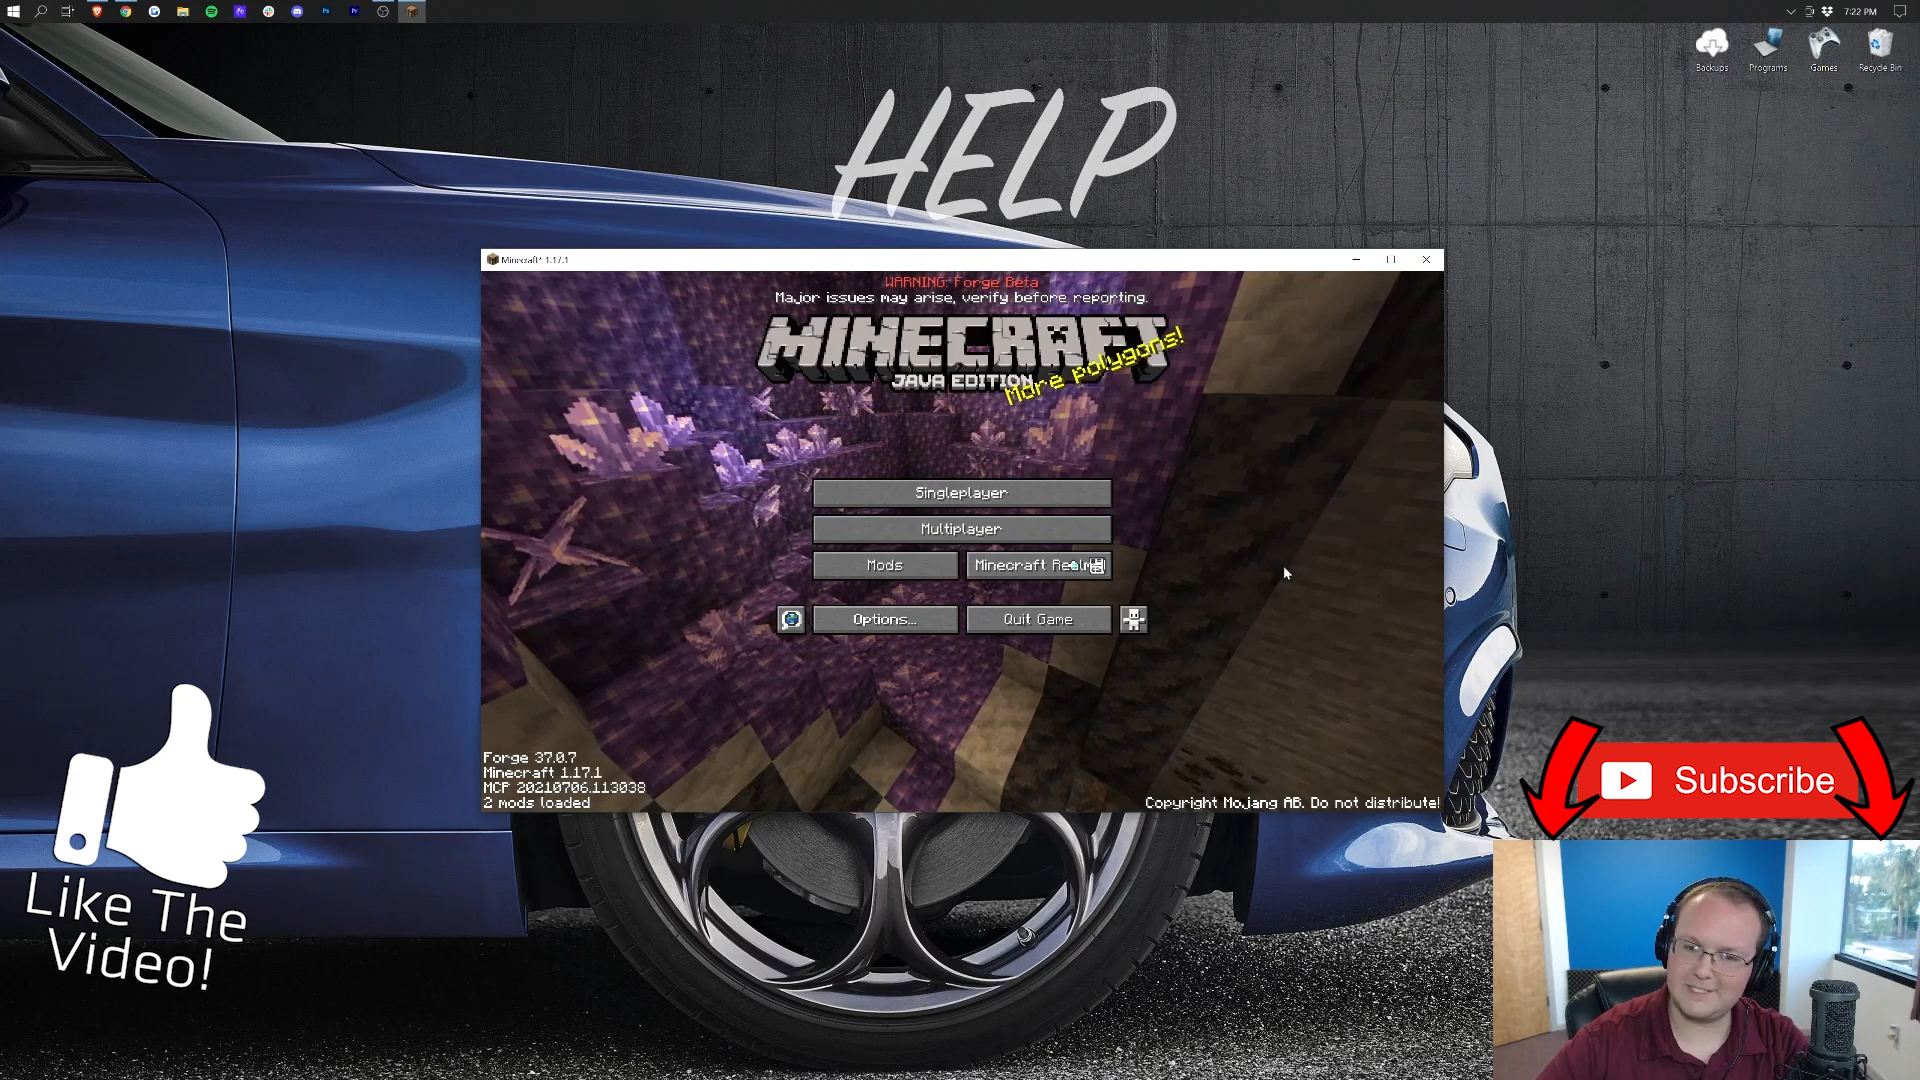 7:22 PM
Backups
Programs
Games
Recycle Bin
HELP
Minecraft* 1.17.1
WARNING: Forge Beta
Major issues may arise, verify before reporting.
MINECRAFT
JAVA EDITION
More polygons!
Singleplayer
Multiplayer
Mods
Minecraft Realms
Options...
Quit Game
Forge 37.0.7
Minecraft 1.17.1
MCP 20210706.113038
2 mods loaded
Copyright Mojang AB. Do not distribute!
Like The
Video!
Subscribe